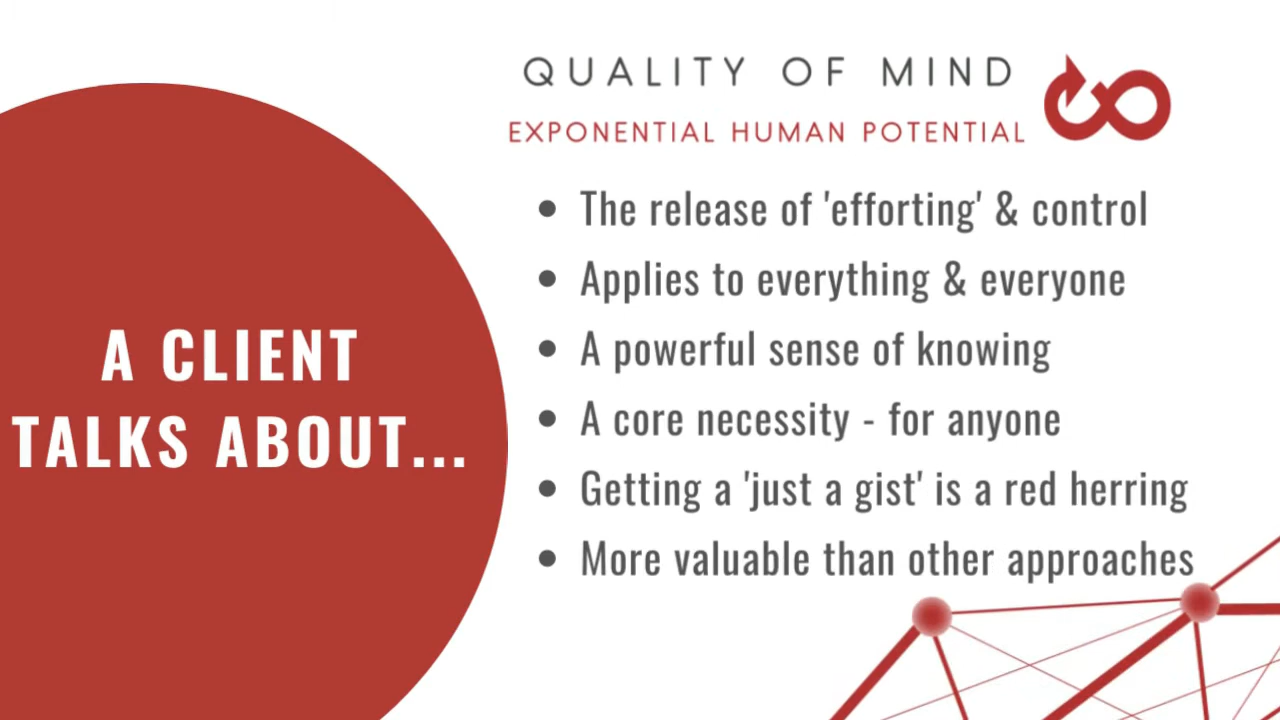 QUALITY OF MIND
EXPONENTIAL HUMAN POTENTIAL
A CLIENT
TALKS ABOUT...
• The release of 'efforting' & control
• Applies to everything & everyone
• A powerful sense of knowing
• A core necessity - for anyone
• Getting a 'just a gist' is a red herring
• More valuable than other approaches